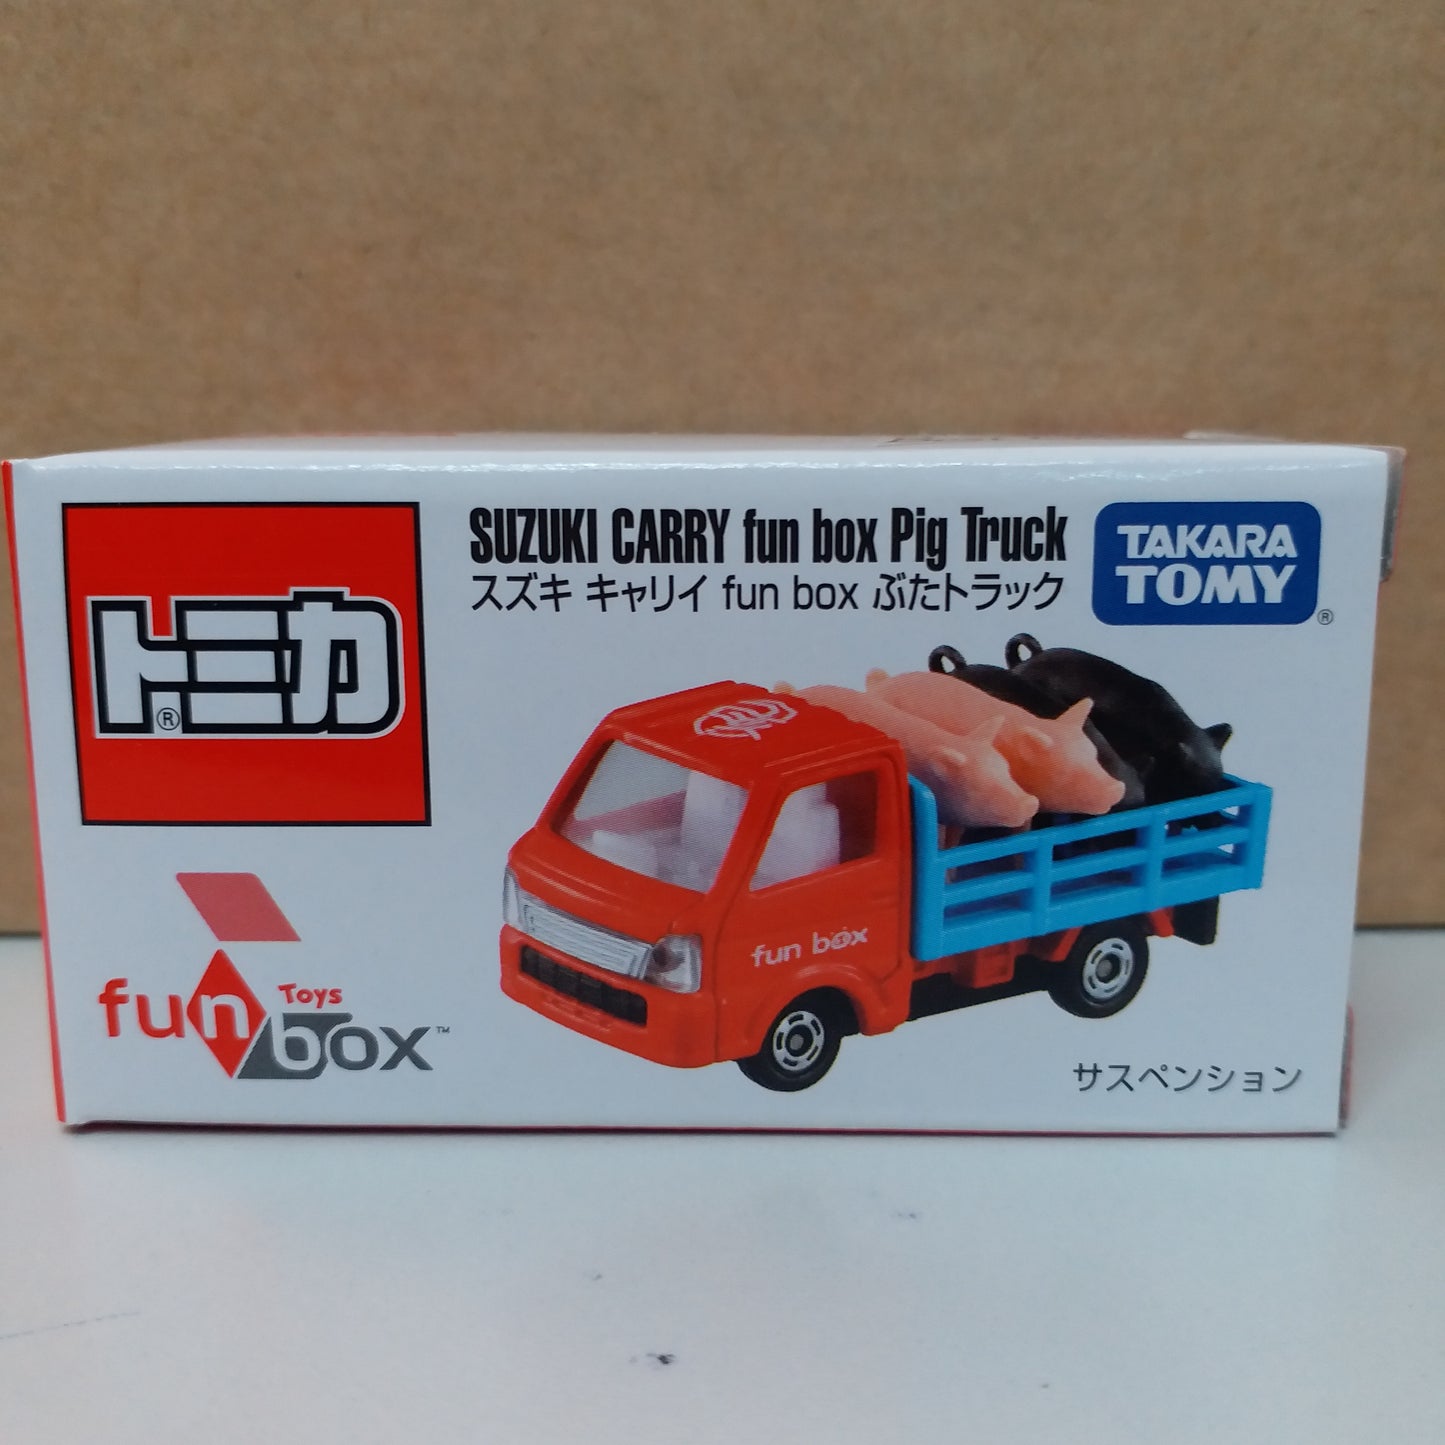 トミカ®
SUZUKI CARRY fun box Pig Truck
スズキ キャリイ fun box ぶたトラック
TAKARA
TOMY®
fun box
fun Toys
box™
サスペンション